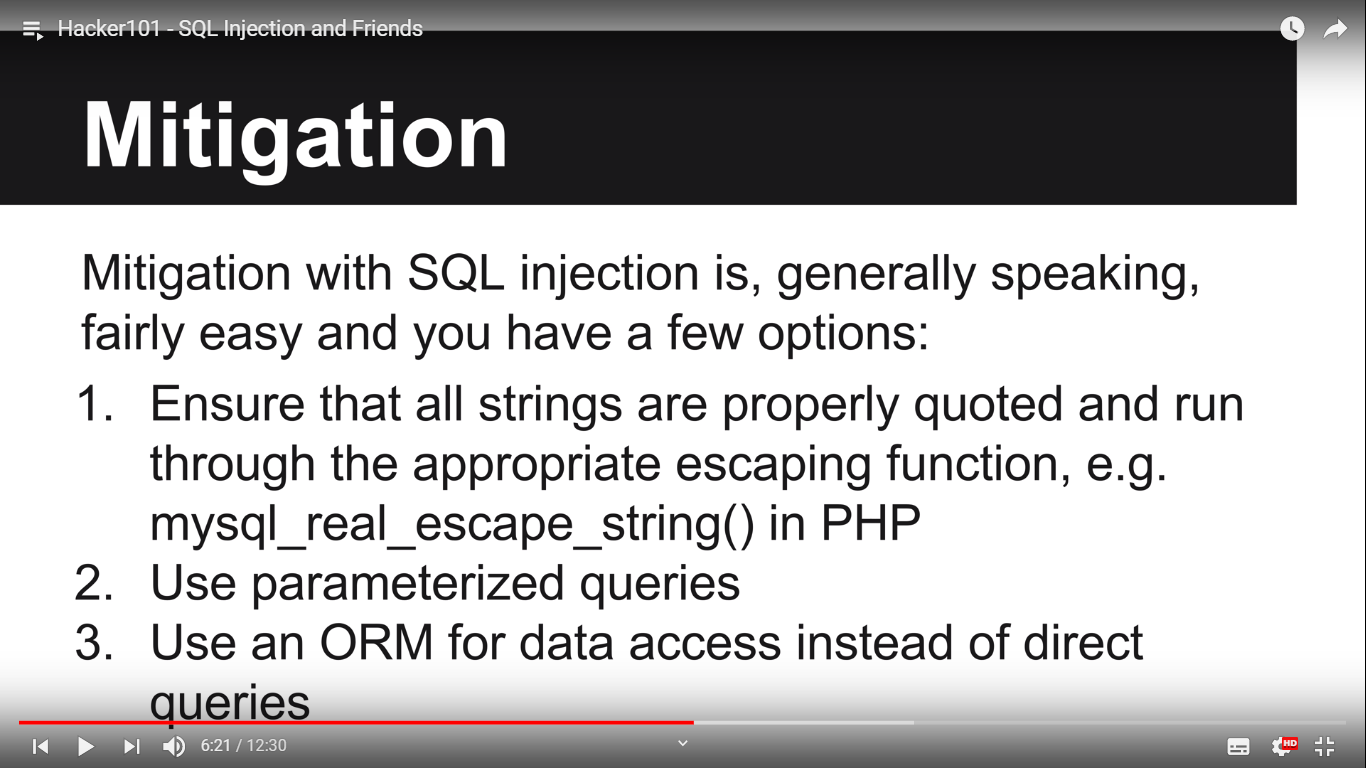 Hacker101 - SQL Injection and Friends
Mitigation
Mitigation with SQL injection is, generally speaking,
fairly easy and you have a few options:
1. Ensure that all strings are properly quoted and run
through the appropriate escaping function, e.g.
mysql_real_escape_string() in PHP
2. Use parameterized queries
3. Use an ORM for data access instead of direct
queries
6:21 / 12:30
HD